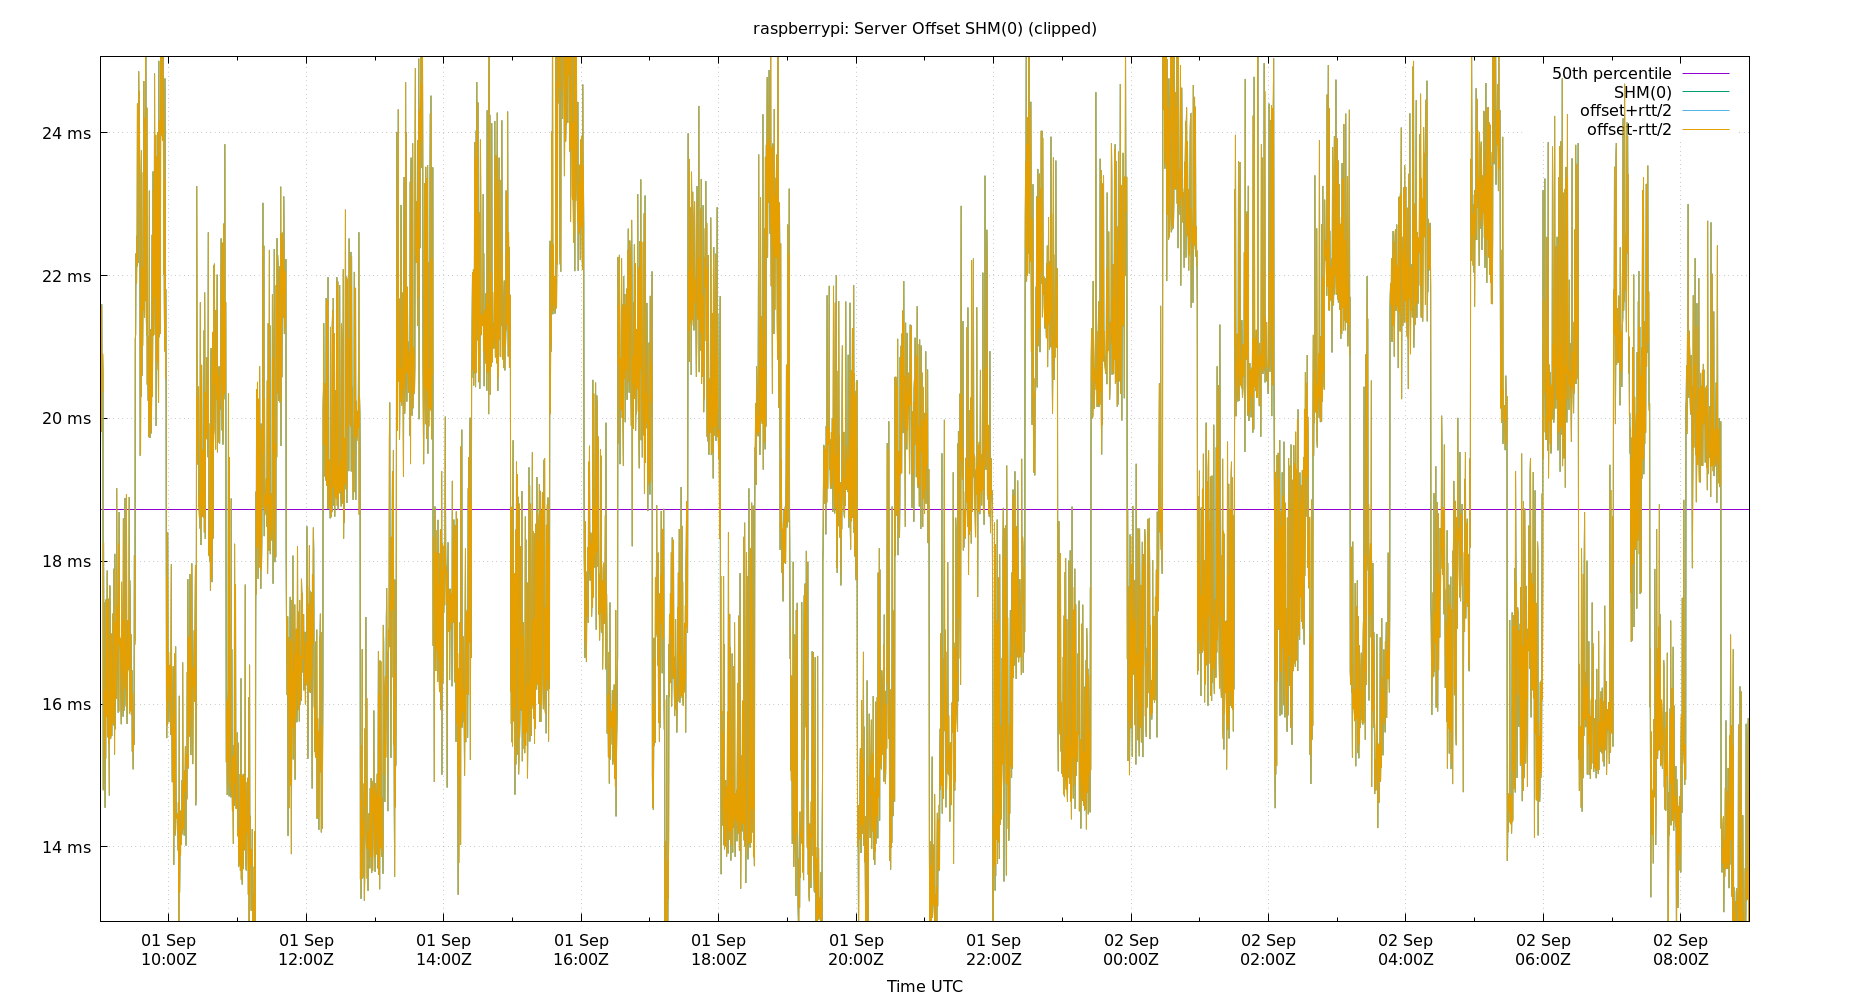 raspberrypi: Server Offset SHM(0) (clipped)
50th percentile
SHM(0)
offset+rtt/2
offset-rtt/2
24 ms
22 ms
20 ms
18 ms
16 ms
14 ms
01 Sep 01 Sep 01 Sep 01 Sep 01 Sep 01 Sep 01 Sep 02 Sep 02 Sep 02 Sep 02 Sep 02 Sep
10:00Z 12:00Z 14:00Z 16:00Z 18:00Z 20:00Z 22:00Z 00:00Z 02:00Z 04:00Z 06:00Z 08:00Z
Time UTC